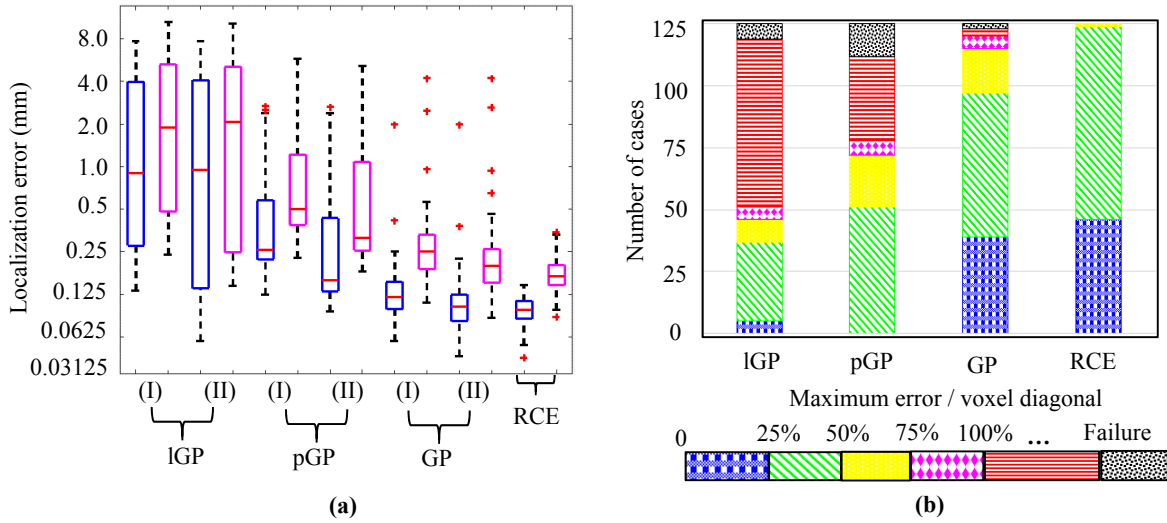 Localization error (mm)
8.0
4.0
2.0
1.0
0.5
0.25
0.125
0.0625
0.03125
(I) (II) (I) (II) (I) (II)
lGP pGP GP RCE
(a)
Number of cases
125
100
75
50
25
0
lGP pGP GP RCE
Maximum error / voxel diagonal
0 25% 50% 75% 100% ... Failure
(b)